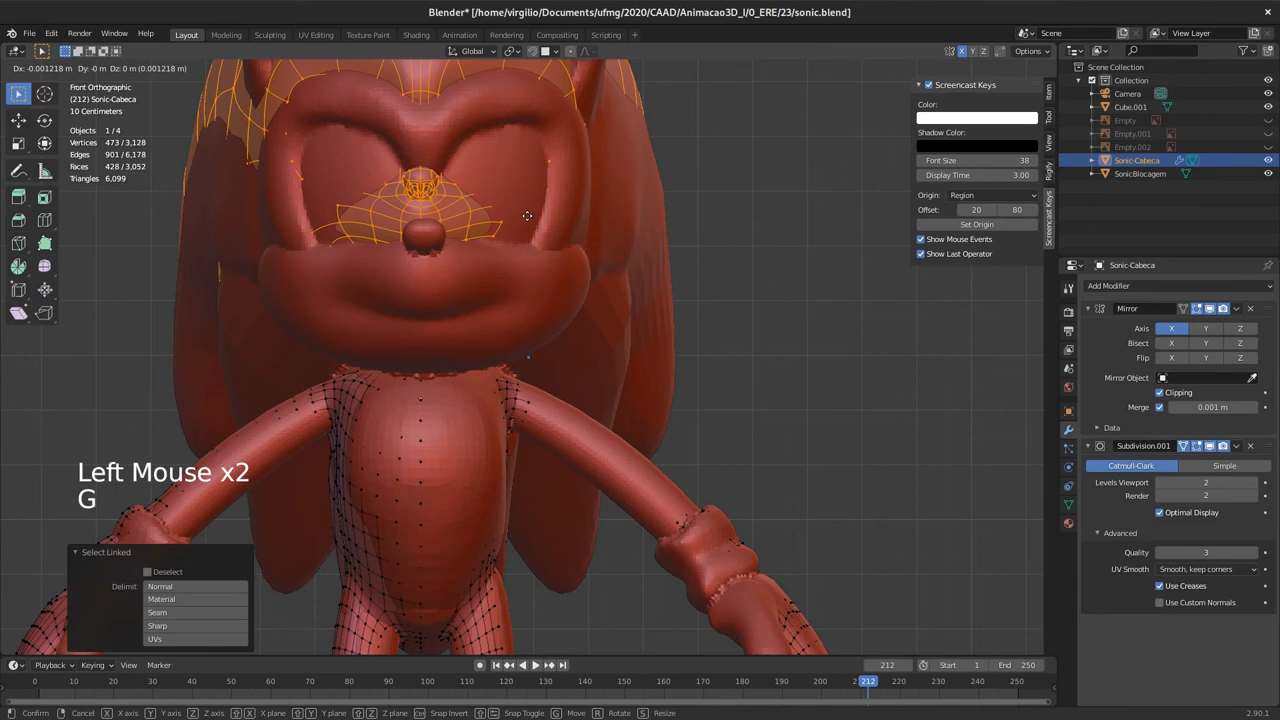 Blender* [/home/virgilio/Documents/ufmg/2020/CAAD/Animacao3D_I/0_ERE/23/sonic.blend]
File Edit Render Window Help Layout Modeling Sculpting UV Editing Texture Paint Shading Animation Rendering Compositing Scripting Scene View Layer
Global X Y Z Options
Dx: -0.001218 m Dy: -0 m Dz: 0 m (0.001218 m)
Front Orthographic
(212) Sonic-Cabeca
10 Centimeters
Objects 1 / 4
Vertices 473 / 3,128
Edges 901 / 6,178
Faces 428 / 3,052
Triangles 6,099
Screencast Keys
Color:
Shadow Color:
Font Size 38
Display Time 3.00
Origin: Region
Offset: 20 80
Set Origin
Show Mouse Events
Show Last Operator
Item
Tool
View
Rigify
Screencast Keys
Scene Collection
Collection
Camera
Cube.001
Empty
Empty.001
Empty.002
Sonic-Cabeca
SonicBlocagem
Sonic-Cabeca
Add Modifier
Mirror
Axis X Y Z
Bisect X Y Z
Flip X Y Z
Mirror Object
Clipping
Merge 0.001 m
Data
Subdivision.001
Catmull-Clark Simple
Levels Viewport 2
Render 2
Optimal Display
Advanced
Quality 3
UV Smooth Smooth, keep corners
Use Creases
Use Custom Normals
Left Mouse x2
G
Select Linked
Deselect
Delimit Normal
Material
Seam
Sharp
UVs
Playback Keying View Marker 212 Start 1 End 250
0 10 20 30 40 50 60 70 80 90 100 110 120 130 140 150 160 170 180 190 200 212 220 230 240 250
Confirm Cancel X X axis Y Y axis Z Z axis X X plane Y Y plane Z Z plane Ctrl Snap Invert Snap Toggle G Move R Rotate S Resize 2.90.1